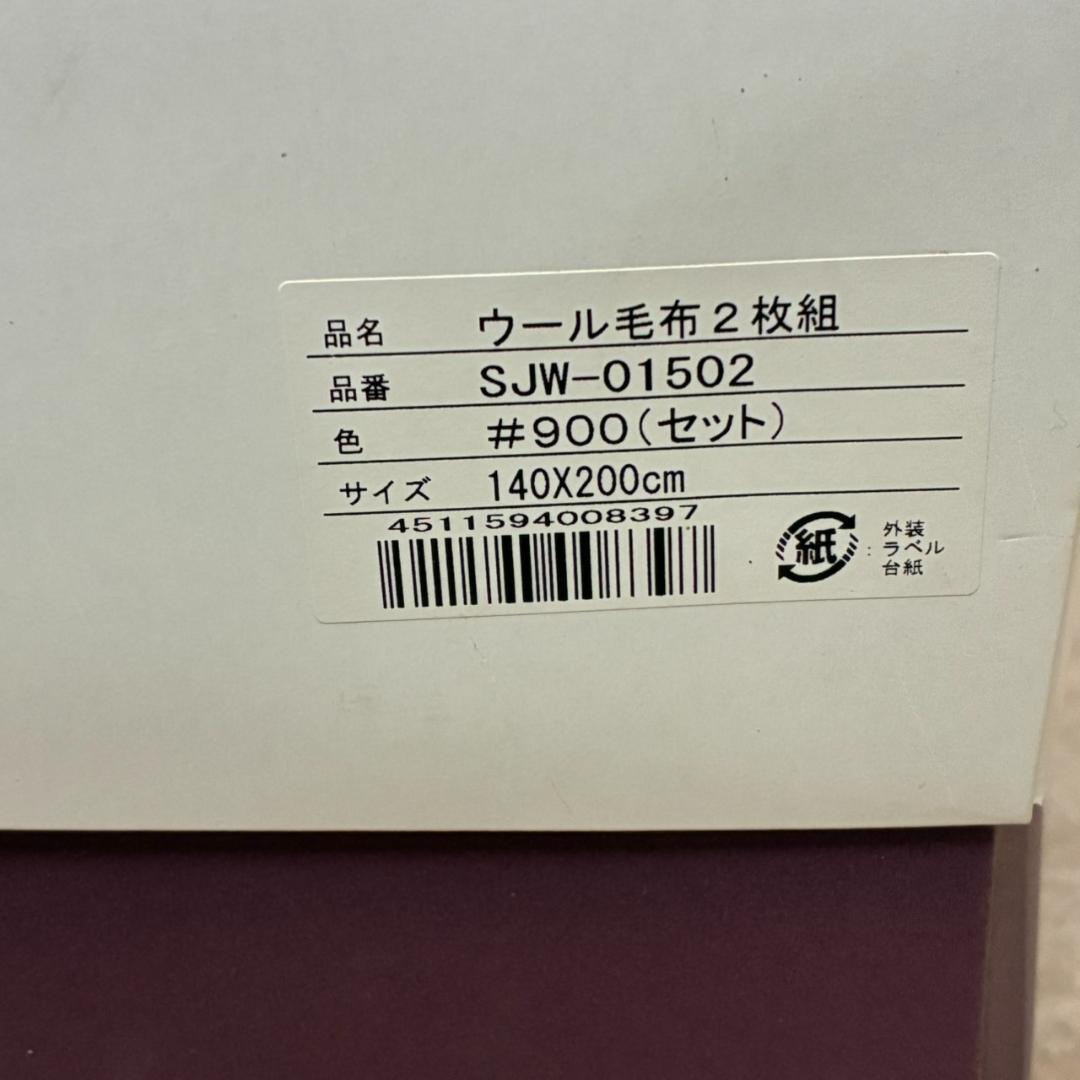 品名 ウール毛布２枚組
品番 SJW-01502
色 #900(セット)
サイズ 140X200cm
4511594008397
紙 : 外装
ラベル
台紙